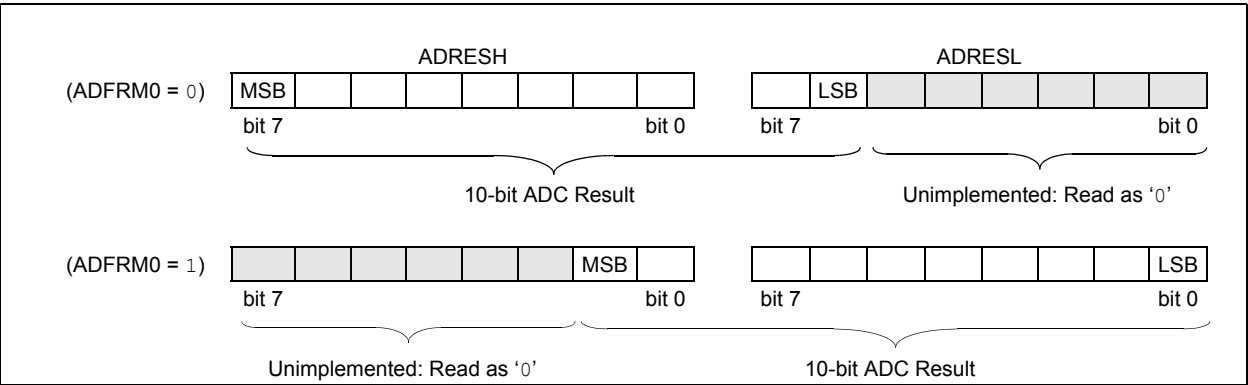 ADRESH ADRESL
(ADFRM0 = 0) MSB LSB
bit 7 bit 0 bit 7 bit 0
10-bit ADC Result Unimplemented: Read as ‘0’
(ADFRM0 = 1) MSB LSB
bit 7 bit 0 bit 7 bit 0
Unimplemented: Read as ‘0’ 10-bit ADC Result